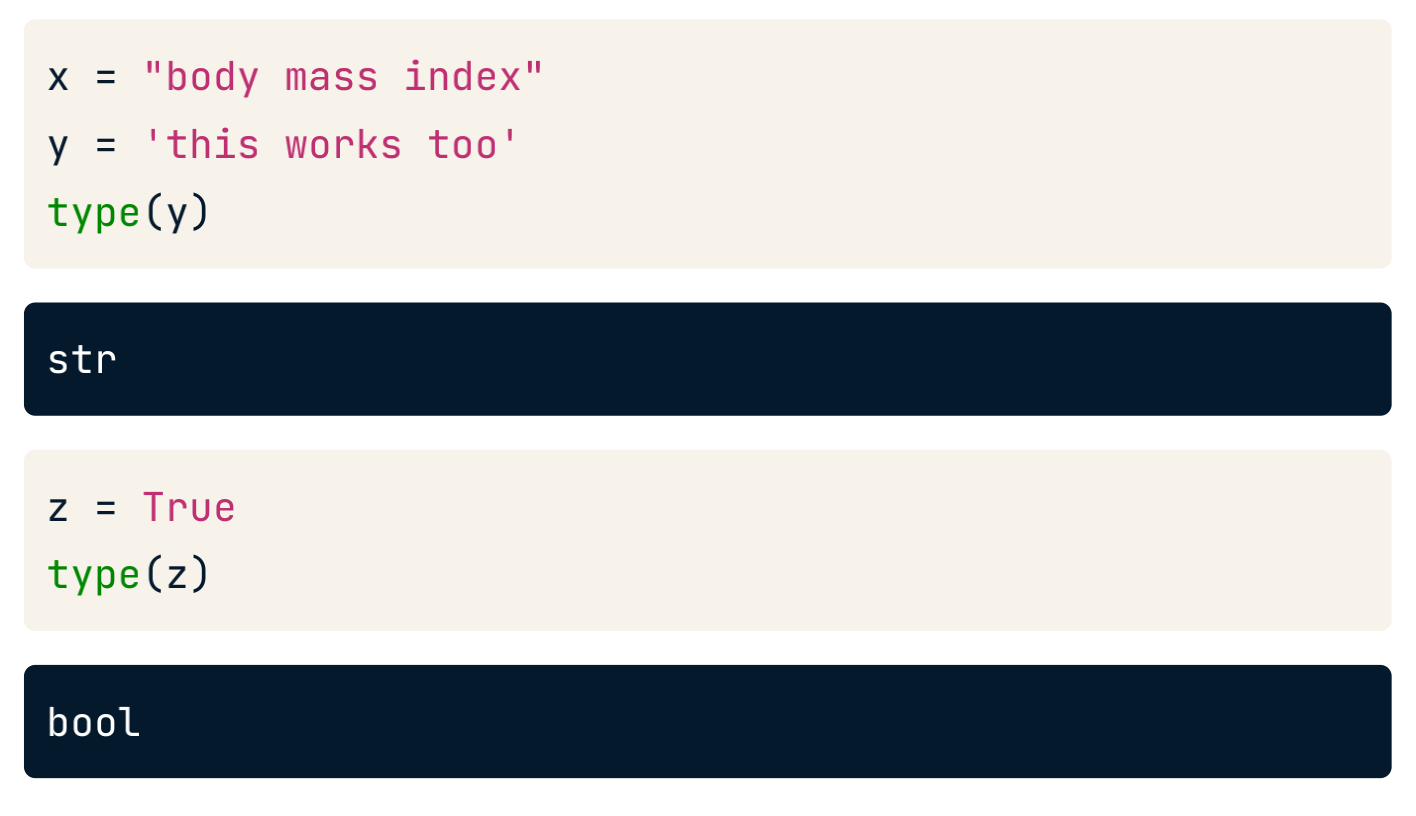 x = "body mass index"
y = 'this works too'
type(y)
str
z = True
type(z)
bool